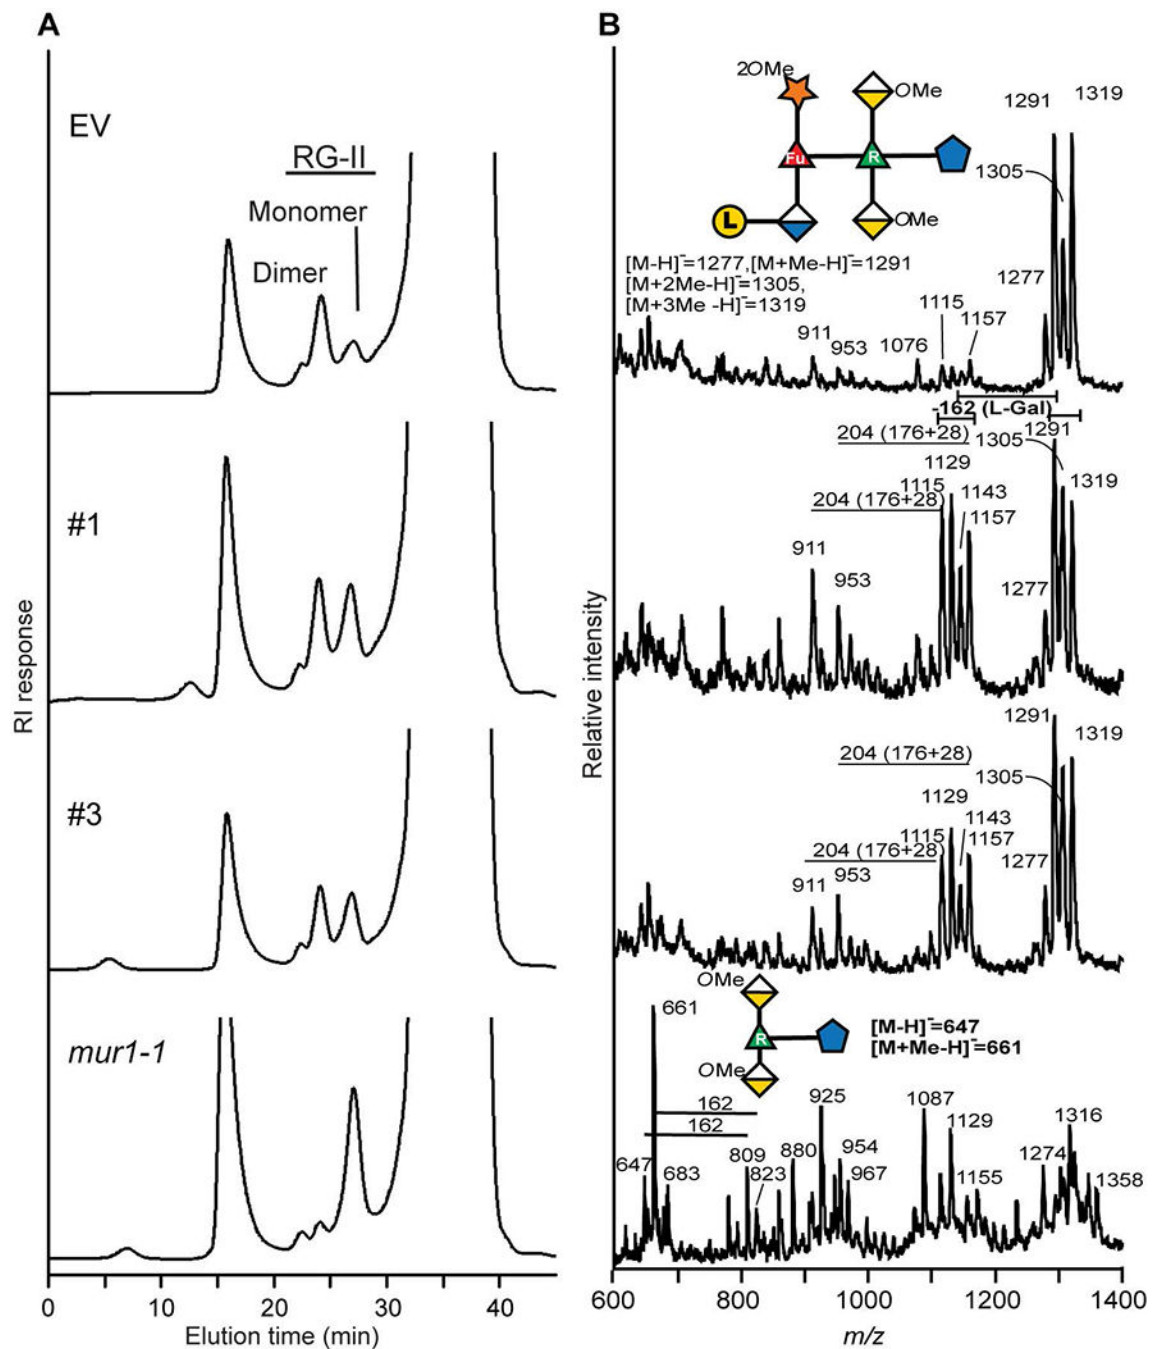 A
EV
RG-II
Monomer
Dimer
#1
#3
mur1-1
RI response
0
10
20
30
40
Elution time (min)
B
2OMe
OMe
Fu
R
L
OMe
[M-H]⁻=1277,[M+Me-H]⁻=1291
[M+2Me-H]⁻=1305,
[M+3Me -H]⁻=1319
1291
1319
1305
1277
1115
1157
911
953
1076
-162 (L-Gal)
204 (176+28)
1291
1305
1129
1319
1115
1143
204 (176+28)
1157
911
953
1277
1291
1319
204 (176+28)
1305
1129
1143
1115
1157
204 (176+28)
1277
911
953
OMe
R
OMe
[M-H]⁻=647
[M+Me-H]⁻=661
661
162
162
925
1087
1129
1316
647
683
809
823
880
954
967
1155
1274
1358
Relative intensity
600
800
1000
1200
1400
m/z